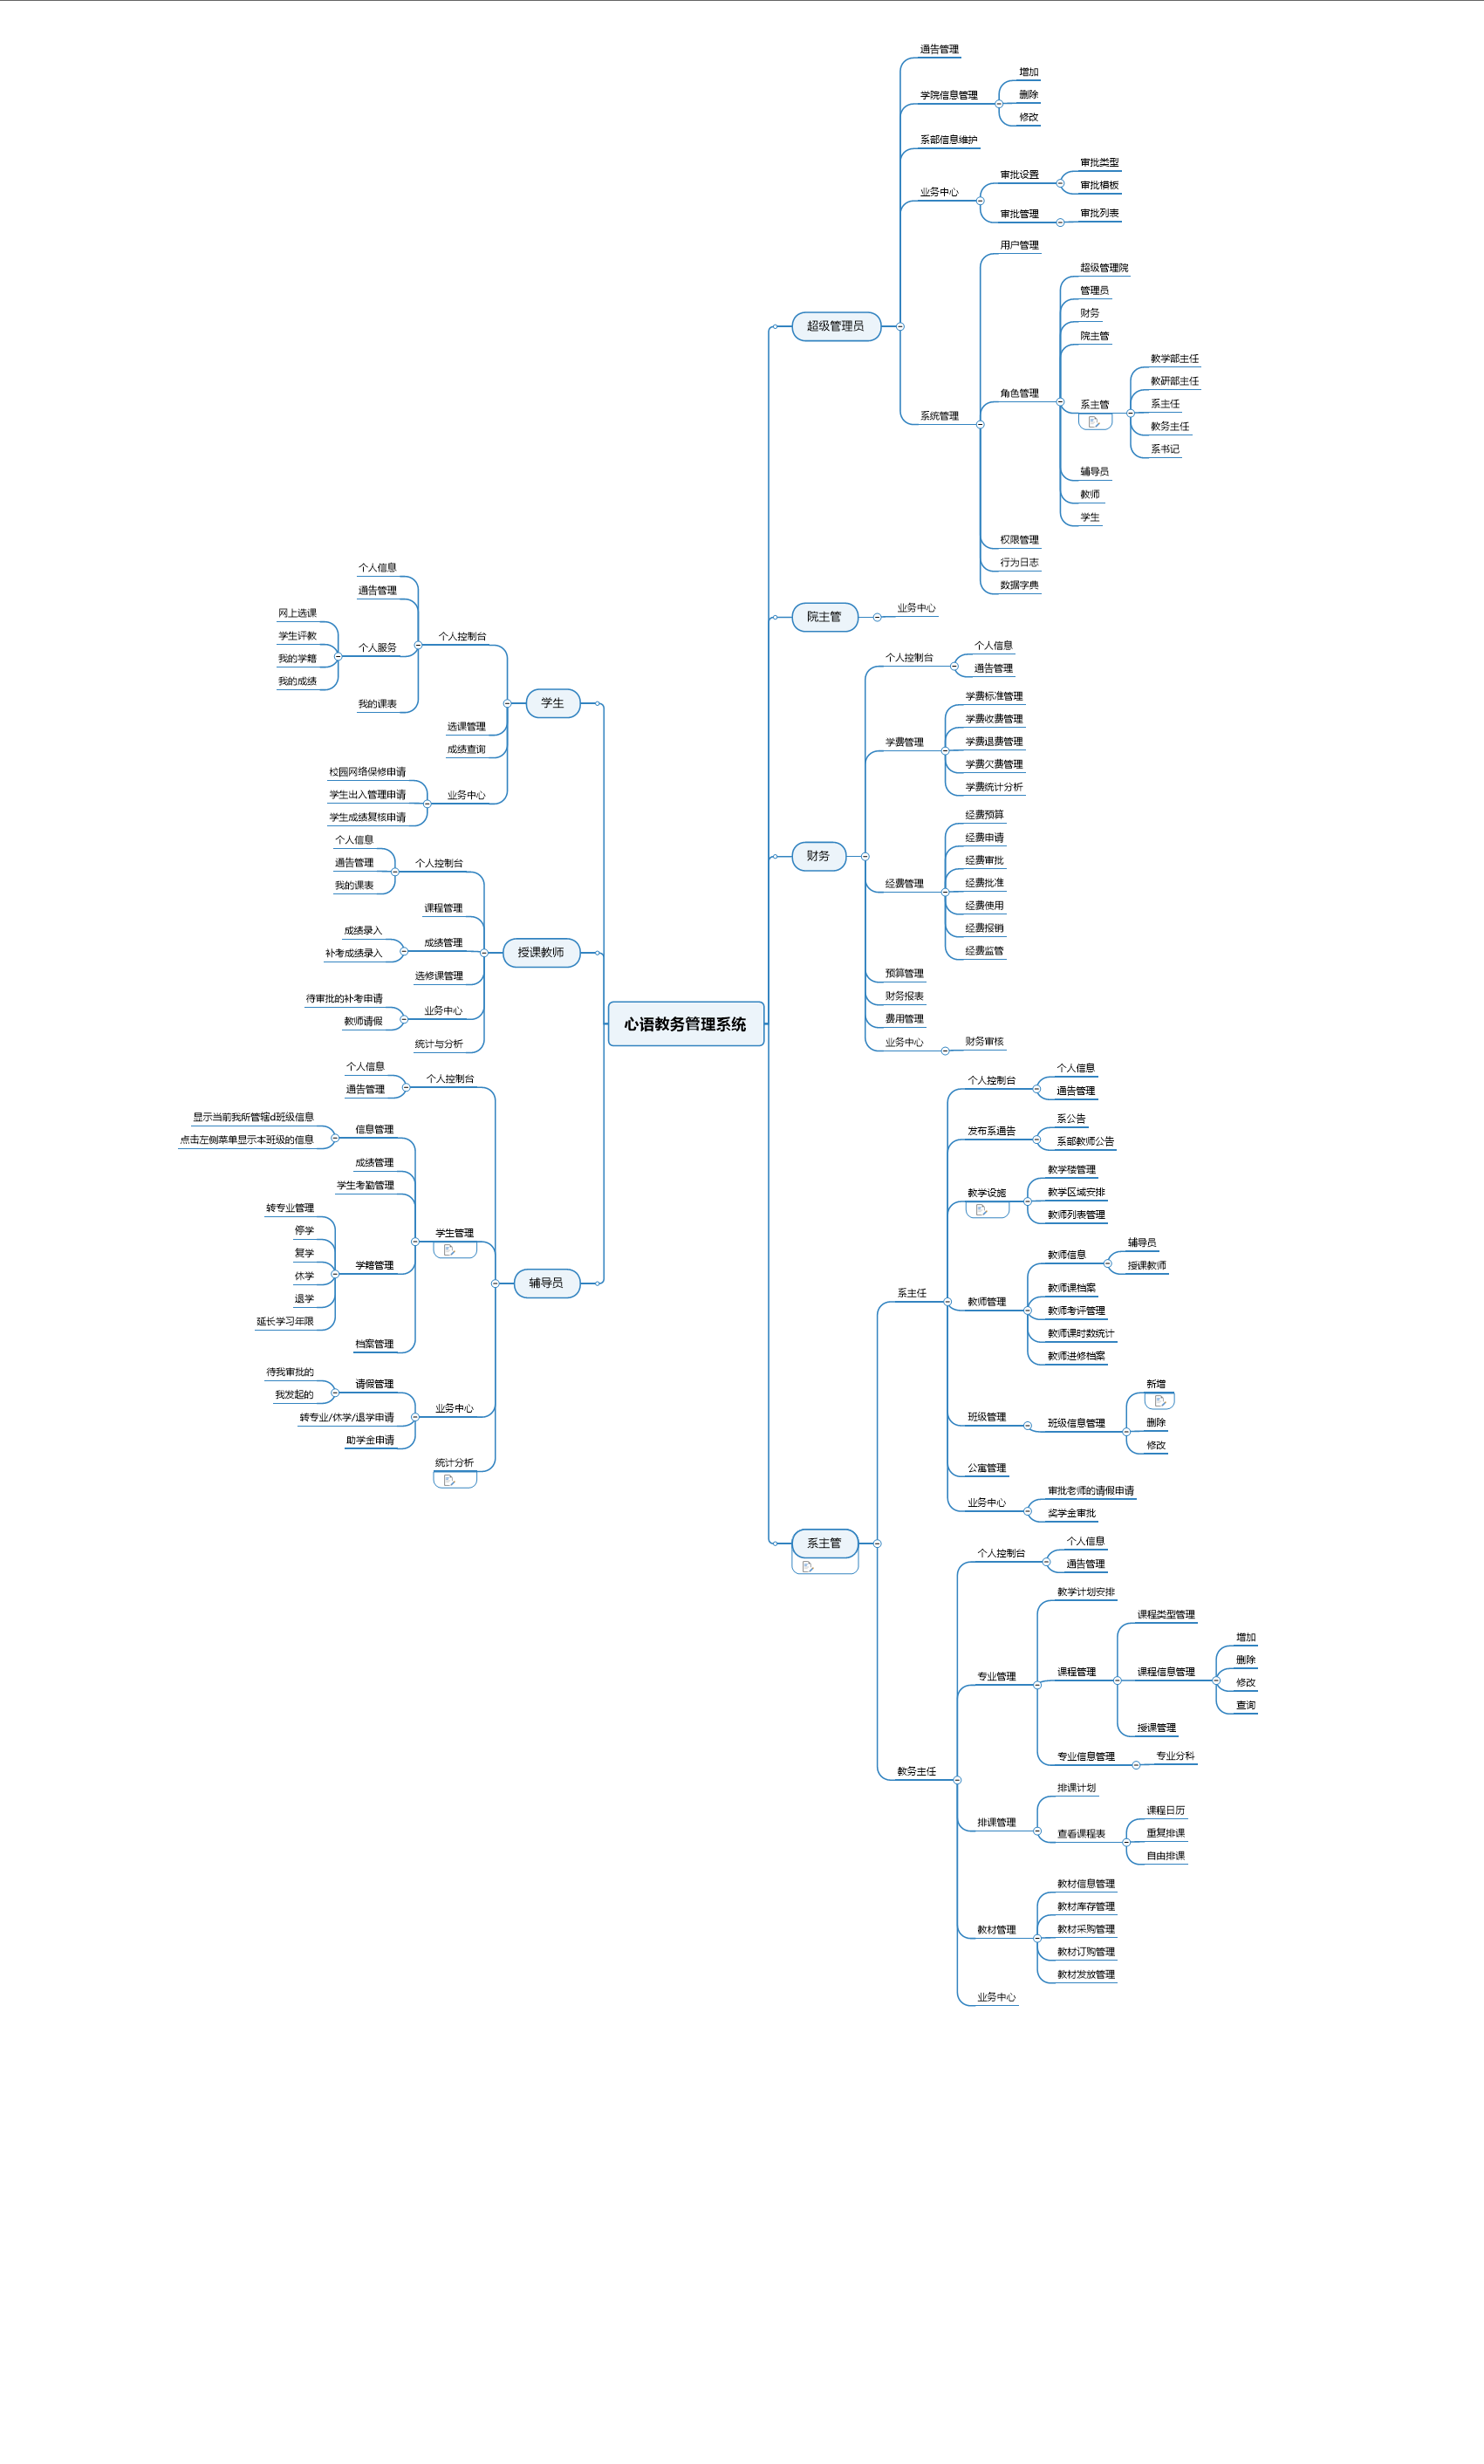 心语教务管理系统
超级管理员
通告管理
学院信息管理
增加
删除
修改
系部信息维护
业务中心
审批设置
审批类型
审批模板
审批管理
审批列表
系统管理
用户管理
角色管理
超级管理院
管理员
财务
院主管
系主管
教学部主任
教研部主任
系主任
教务主任
系书记
辅导员
教师
学生
权限管理
行为日志
数据字典
院主管
业务中心
财务
个人控制台
个人信息
通告管理
学费管理
学费标准管理
学费收费管理
学费退费管理
学费欠费管理
学费统计分析
经费管理
经费预算
经费申请
经费审批
经费批准
经费使用
经费报销
经费监管
预算管理
财务报表
费用管理
业务中心
财务审核
系主管
系主任
个人控制台
个人信息
通告管理
发布系通告
系公告
系部教师公告
教学设施
教学楼管理
教学区域安排
教师列表管理
教师管理
教师信息
辅导员
授课教师
教师课档案
教师考评管理
教师课时数统计
教师进修档案
班级管理
班级信息管理
新增
删除
修改
公寓管理
业务中心
审批老师的请假申请
奖学金审批
教务主任
个人控制台
个人信息
通告管理
专业管理
教学计划安排
课程管理
课程类型管理
课程信息管理
增加
删除
修改
查询
授课管理
专业信息管理
专业分科
排课管理
排课计划
查看课程表
课程日历
重复排课
自由排课
教材管理
教材信息管理
教材库存管理
教材采购管理
教材订购管理
教材发放管理
业务中心
学生
个人控制台
个人信息
通告管理
个人服务
网上选课
学生评教
我的学籍
我的成绩
我的课表
选课管理
成绩查询
业务中心
校园网络保修申请
学生出入管理申请
学生成绩复核申请
授课教师
个人控制台
个人信息
通告管理
我的课表
课程管理
成绩管理
成绩录入
补考成绩录入
选修课管理
业务中心
待审批的补考申请
教师请假
统计与分析
辅导员
个人控制台
个人信息
通告管理
学生管理
信息管理
显示当前我所管辖d班级信息
点击左侧菜单显示本班级的信息
成绩管理
学生考勤管理
学籍管理
转专业管理
停学
复学
休学
退学
延长学习年限
档案管理
业务中心
请假管理
待我审批的
我发起的
转专业/休学/退学申请
助学金申请
统计分析